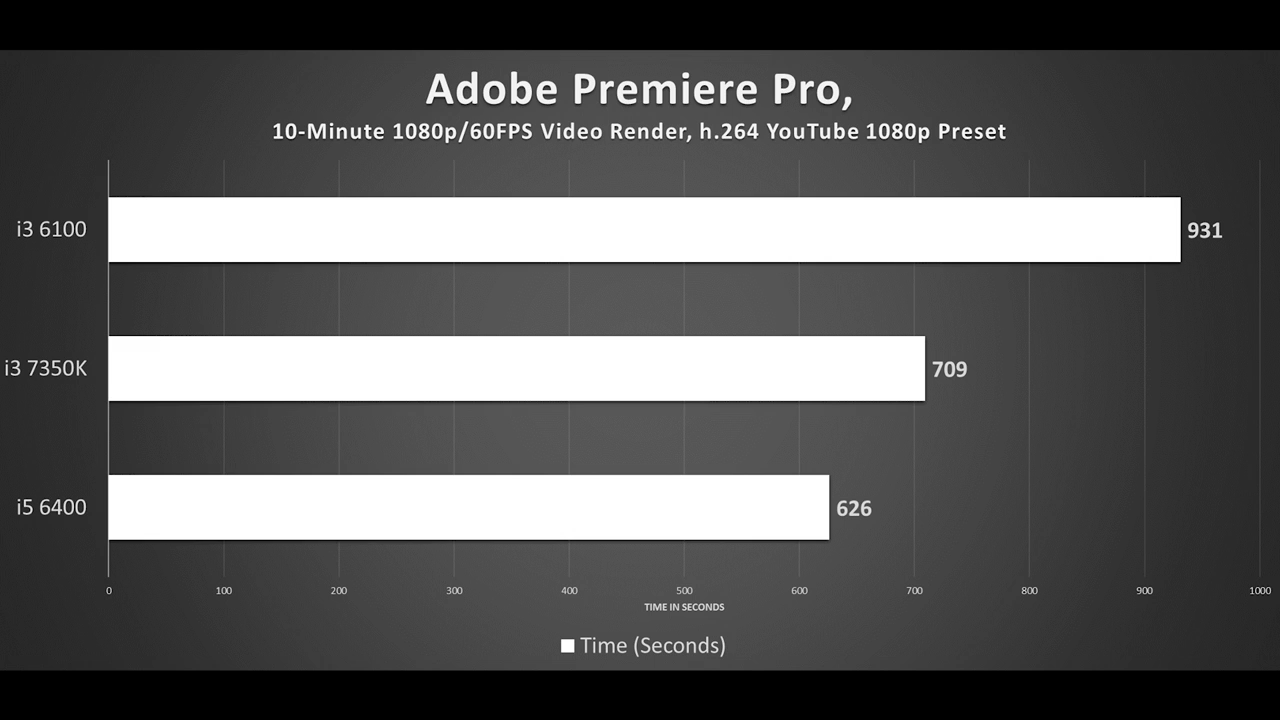 Adobe Premiere Pro,
10-Minute 1080p/60FPS Video Render, h.264 YouTube 1080p Preset
i3 6100
931
i3 7350K
709
i5 6400
626
0 100 200 300 400 500 600 700 800 900 1000
TIME IN SECONDS
Time (Seconds)